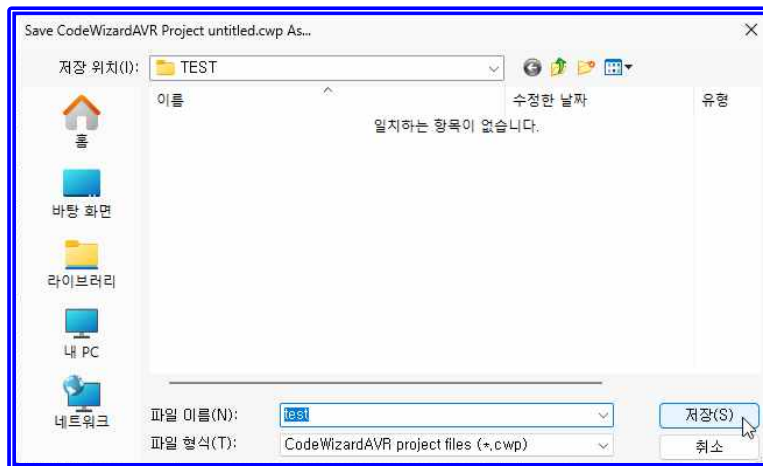 Save CodeWizardAVR Project untitled.cwp As...
저장 위치(I): TEST
이름 수정한 날짜 유형
일치하는 항목이 없습니다.
홈
바탕 화면
라이브러리
내 PC
네트워크
파일 이름(N): test 저장(S)
파일 형식(T): CodeWizardAVR project files (*.cwp) 취소